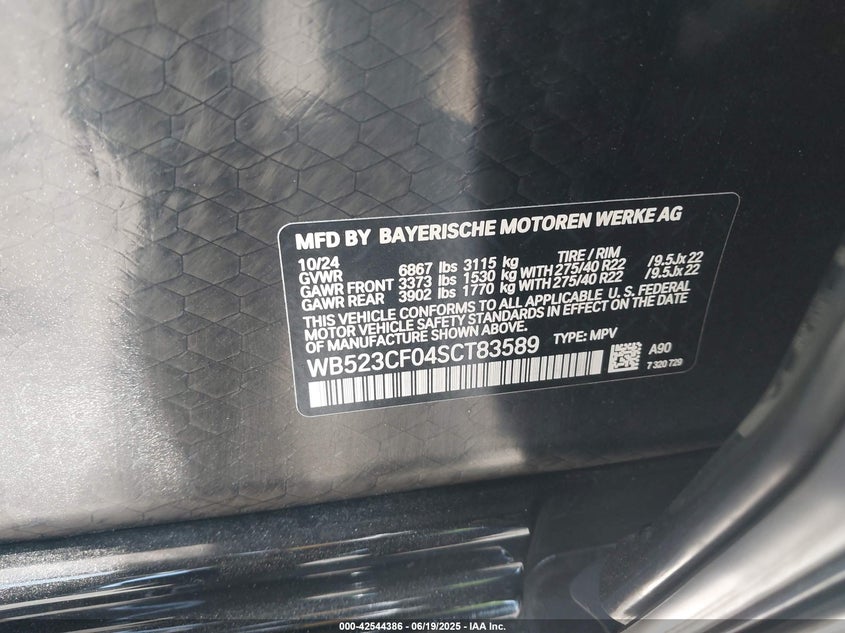 MFD BY BAYERISCHE MOTOREN WERKE AG
10/24 TIRE / RIM
GVWR 6867 lbs 3115 kg
GAWR FRONT 3373 lbs 1530 kg WITH 275/40 R22 /9.5Jx22
GAWR REAR 3902 lbs 1770 kg WITH 275/40 R22 /9.5Jx22
THIS VEHICLE CONFORMS TO ALL APPLICABLE U. S. FEDERAL
MOTOR VEHICLE SAFETY STANDARDS IN EFFECT ON THE DATE
OF MANUFACTURE SHOWN ABOVE.
WB523CF04SCT83589 TYPE: MPV
A90
7 320 729
000-42544386 - 06/19/2025 - IAA Inc.